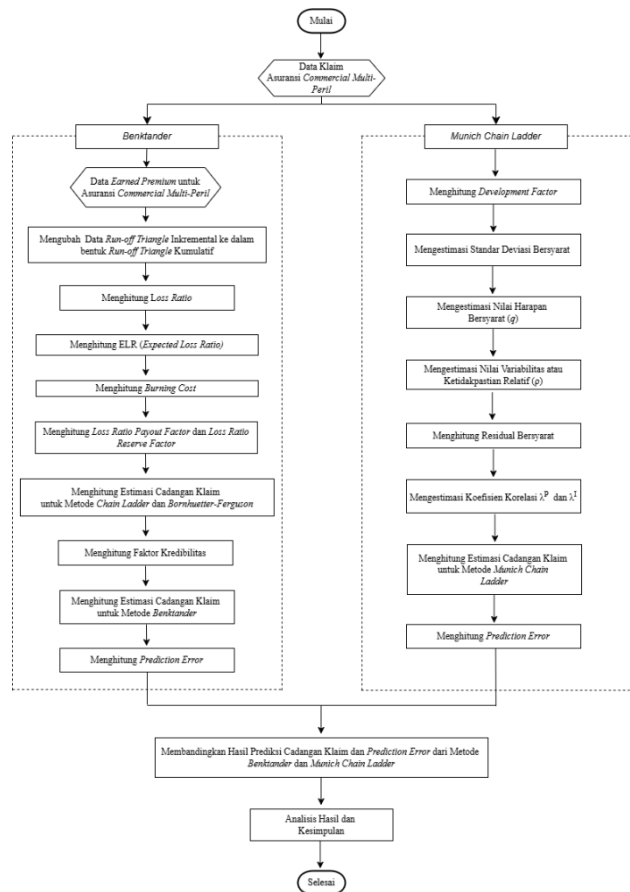 Mulai
Data Klaim
Asuransi Commercial Multi-
Peril
Benktander
Data Earned Premium untuk
Asuransi Commercial Multi-Peril
Mengubah Data Run-off Triangle Inkremental ke dalam
bentuk Run-off Triangle Kumulatif
Menghitung Loss Ratio
Menghitung ELR (Expected Loss Ratio)
Menghitung Burning Cost
Menghitung Loss Ratio Payout Factor dan Loss Ratio
Reserve Factor
Menghitung Estimasi Cadangan Klaim
untuk Metode Chain Ladder dan Bornhuetter-Ferguson
Menghitung Faktor Kredibilitas
Menghitung Estimasi Cadangan Klaim
untuk Metode Benktander
Menghitung Prediction Error
Munich Chain Ladder
Menghitung Development Factor
Mengestimasi Standar Deviasi Bersyarat
Mengestimasi Nilai Harapan
Bersyarat (q)
Mengestimasi Nilai Variabilitas atau
Ketidakpastian Relatif (ρ)
Menghitung Residual Bersyarat
Mengestimasi Koefisien Korelasi λᴾ dan λᴵ
Menghitung Estimasi Cadangan Klaim
untuk Metode Munich Chain
Ladder
Menghitung Prediction Error
Membandingkan Hasil Prediksi Cadangan Klaim dan Prediction Error dari Metode
Benktander dan Munich Chain Ladder
Analisis Hasil dan
Kesimpulan
Selesai